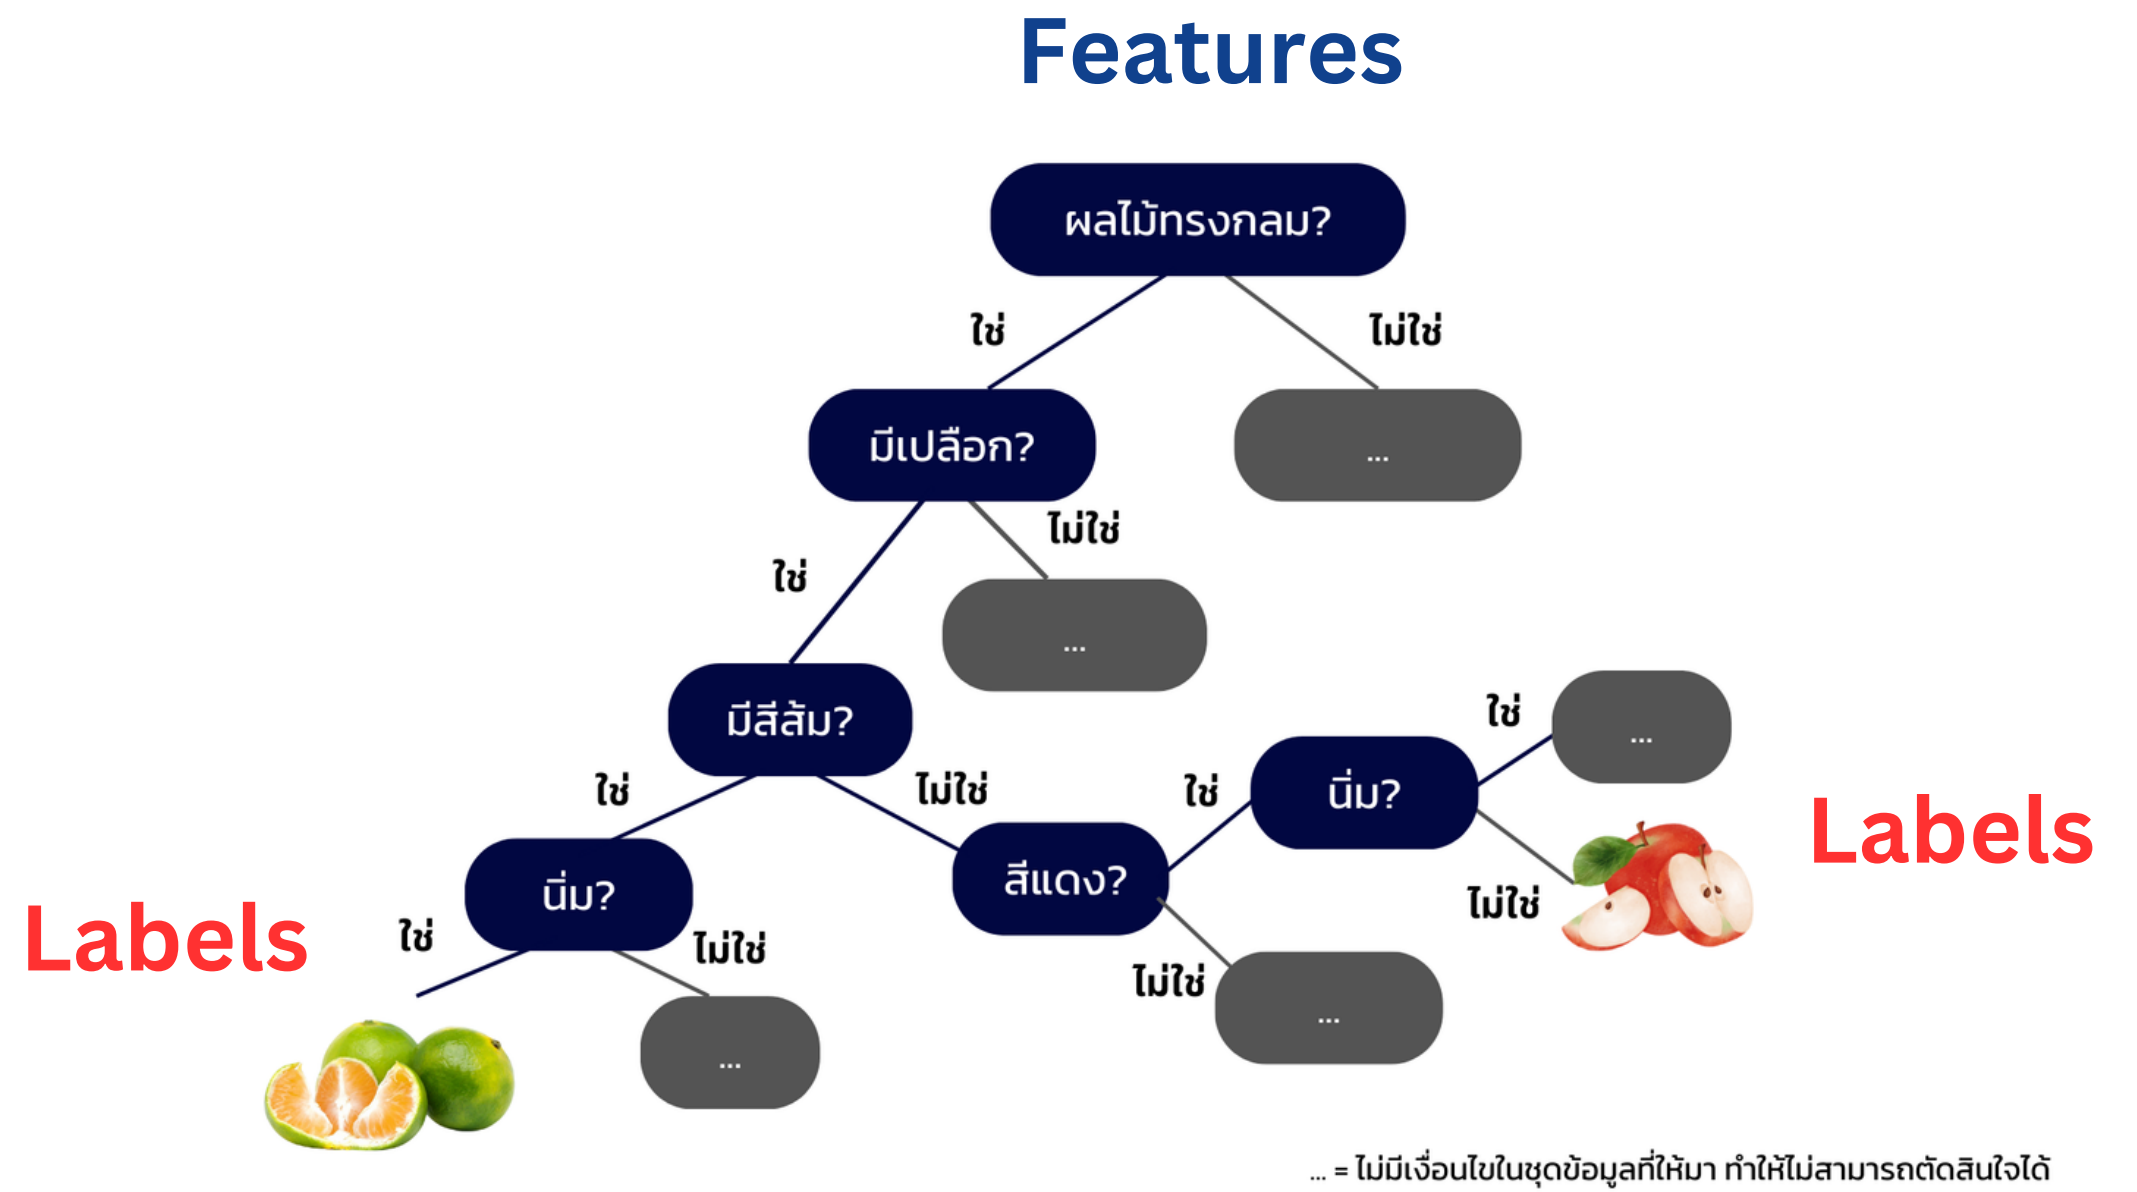 Features
ผลไม้ทรงกลม?
ใช่
ไม่ใช่
มีเปลือก?
...
ใช่
ไม่ใช่
...
มีสีส้ม?
ใช่
ไม่ใช่
นิ่ม?
ใช่
ไม่ใช่
...
สีแดง?
ใช่
ไม่ใช่
...
นิ่ม?
ใช่
ไม่ใช่
...
Labels
Labels
... = ไม่มีเงื่อนไขในชุดข้อมูลที่ให้มา ทำให้ไม่สามารถตัดสินใจได้